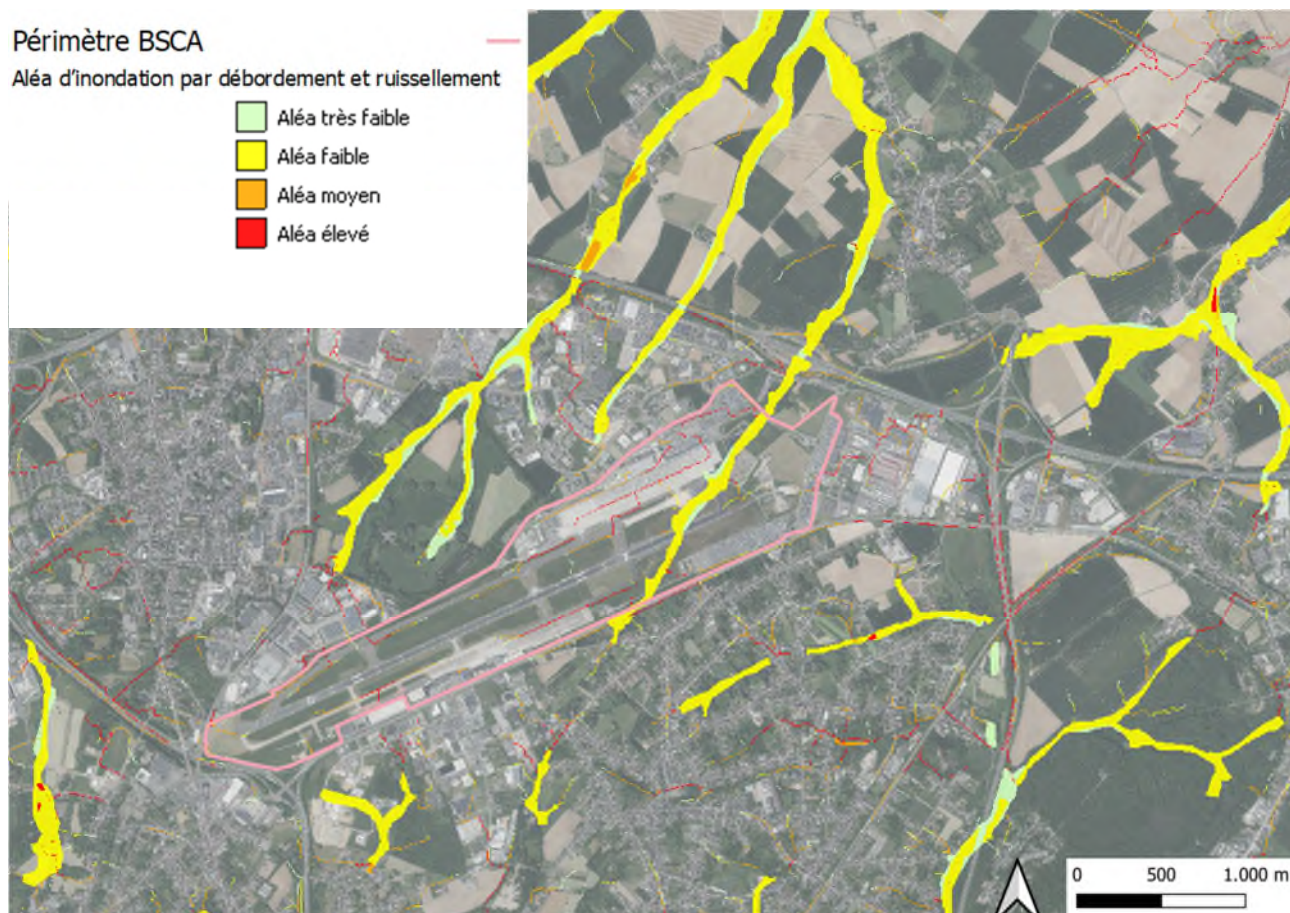 Périmètre BSCA
Aléa d'inondation par débordement et ruissellement
Aléa très faible
Aléa faible
Aléa moyen
Aléa élevé
0 500 1.000 m